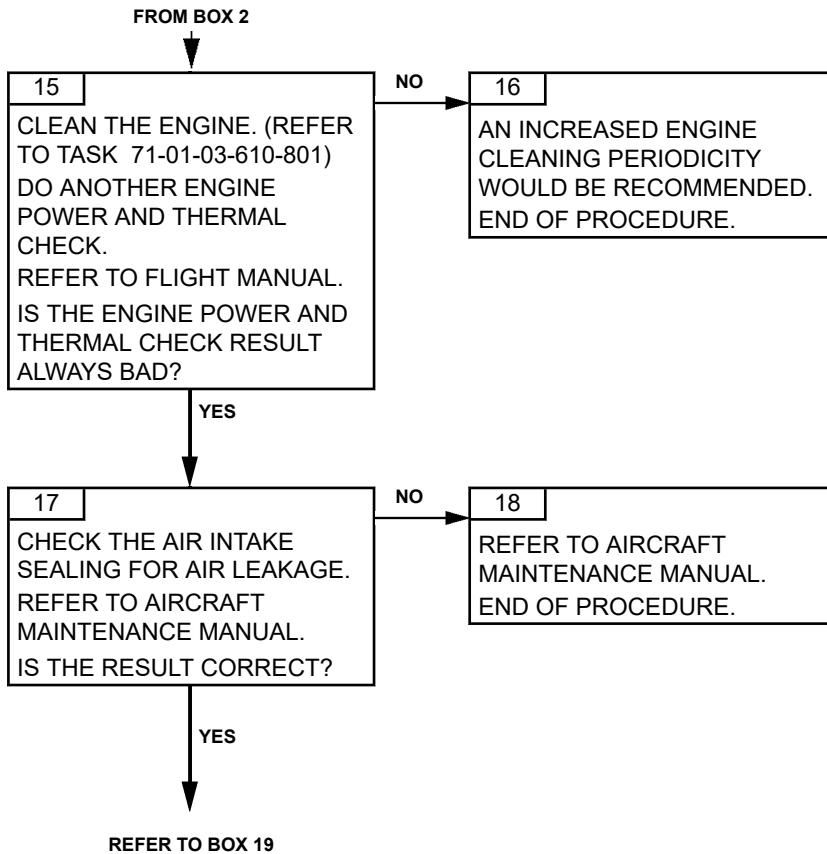 FROM BOX 2
15
CLEAN THE ENGINE. (REFER
TO TASK 71-01-03-610-801)
DO ANOTHER ENGINE
POWER AND THERMAL
CHECK.
REFER TO FLIGHT MANUAL.
IS THE ENGINE POWER AND
THERMAL CHECK RESULT
ALWAYS BAD?
NO
16
AN INCREASED ENGINE
CLEANING PERIODICITY
WOULD BE RECOMMENDED.
END OF PROCEDURE.
YES
17
CHECK THE AIR INTAKE
SEALING FOR AIR LEAKAGE.
REFER TO AIRCRAFT
MAINTENANCE MANUAL.
IS THE RESULT CORRECT?
NO
18
REFER TO AIRCRAFT
MAINTENANCE MANUAL.
END OF PROCEDURE.
YES
REFER TO BOX 19